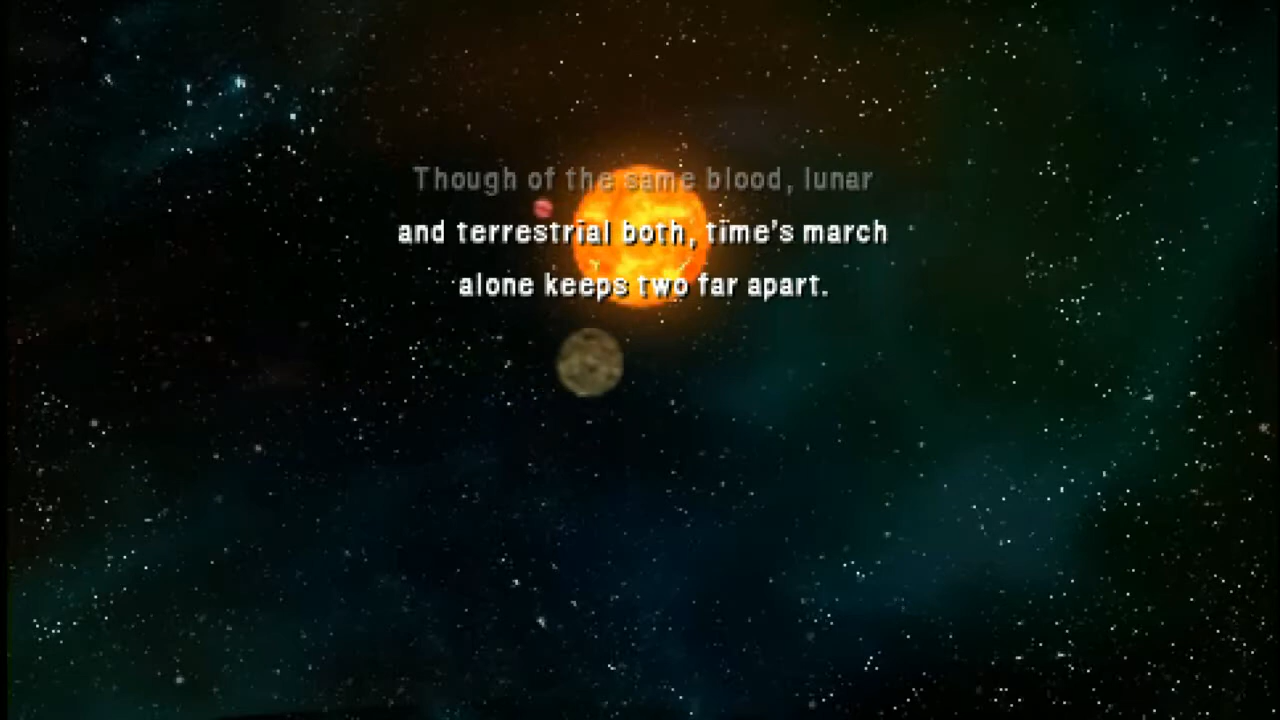 Though of the same blood, lunar
and terrestrial both, time's march
alone keeps two far apart.